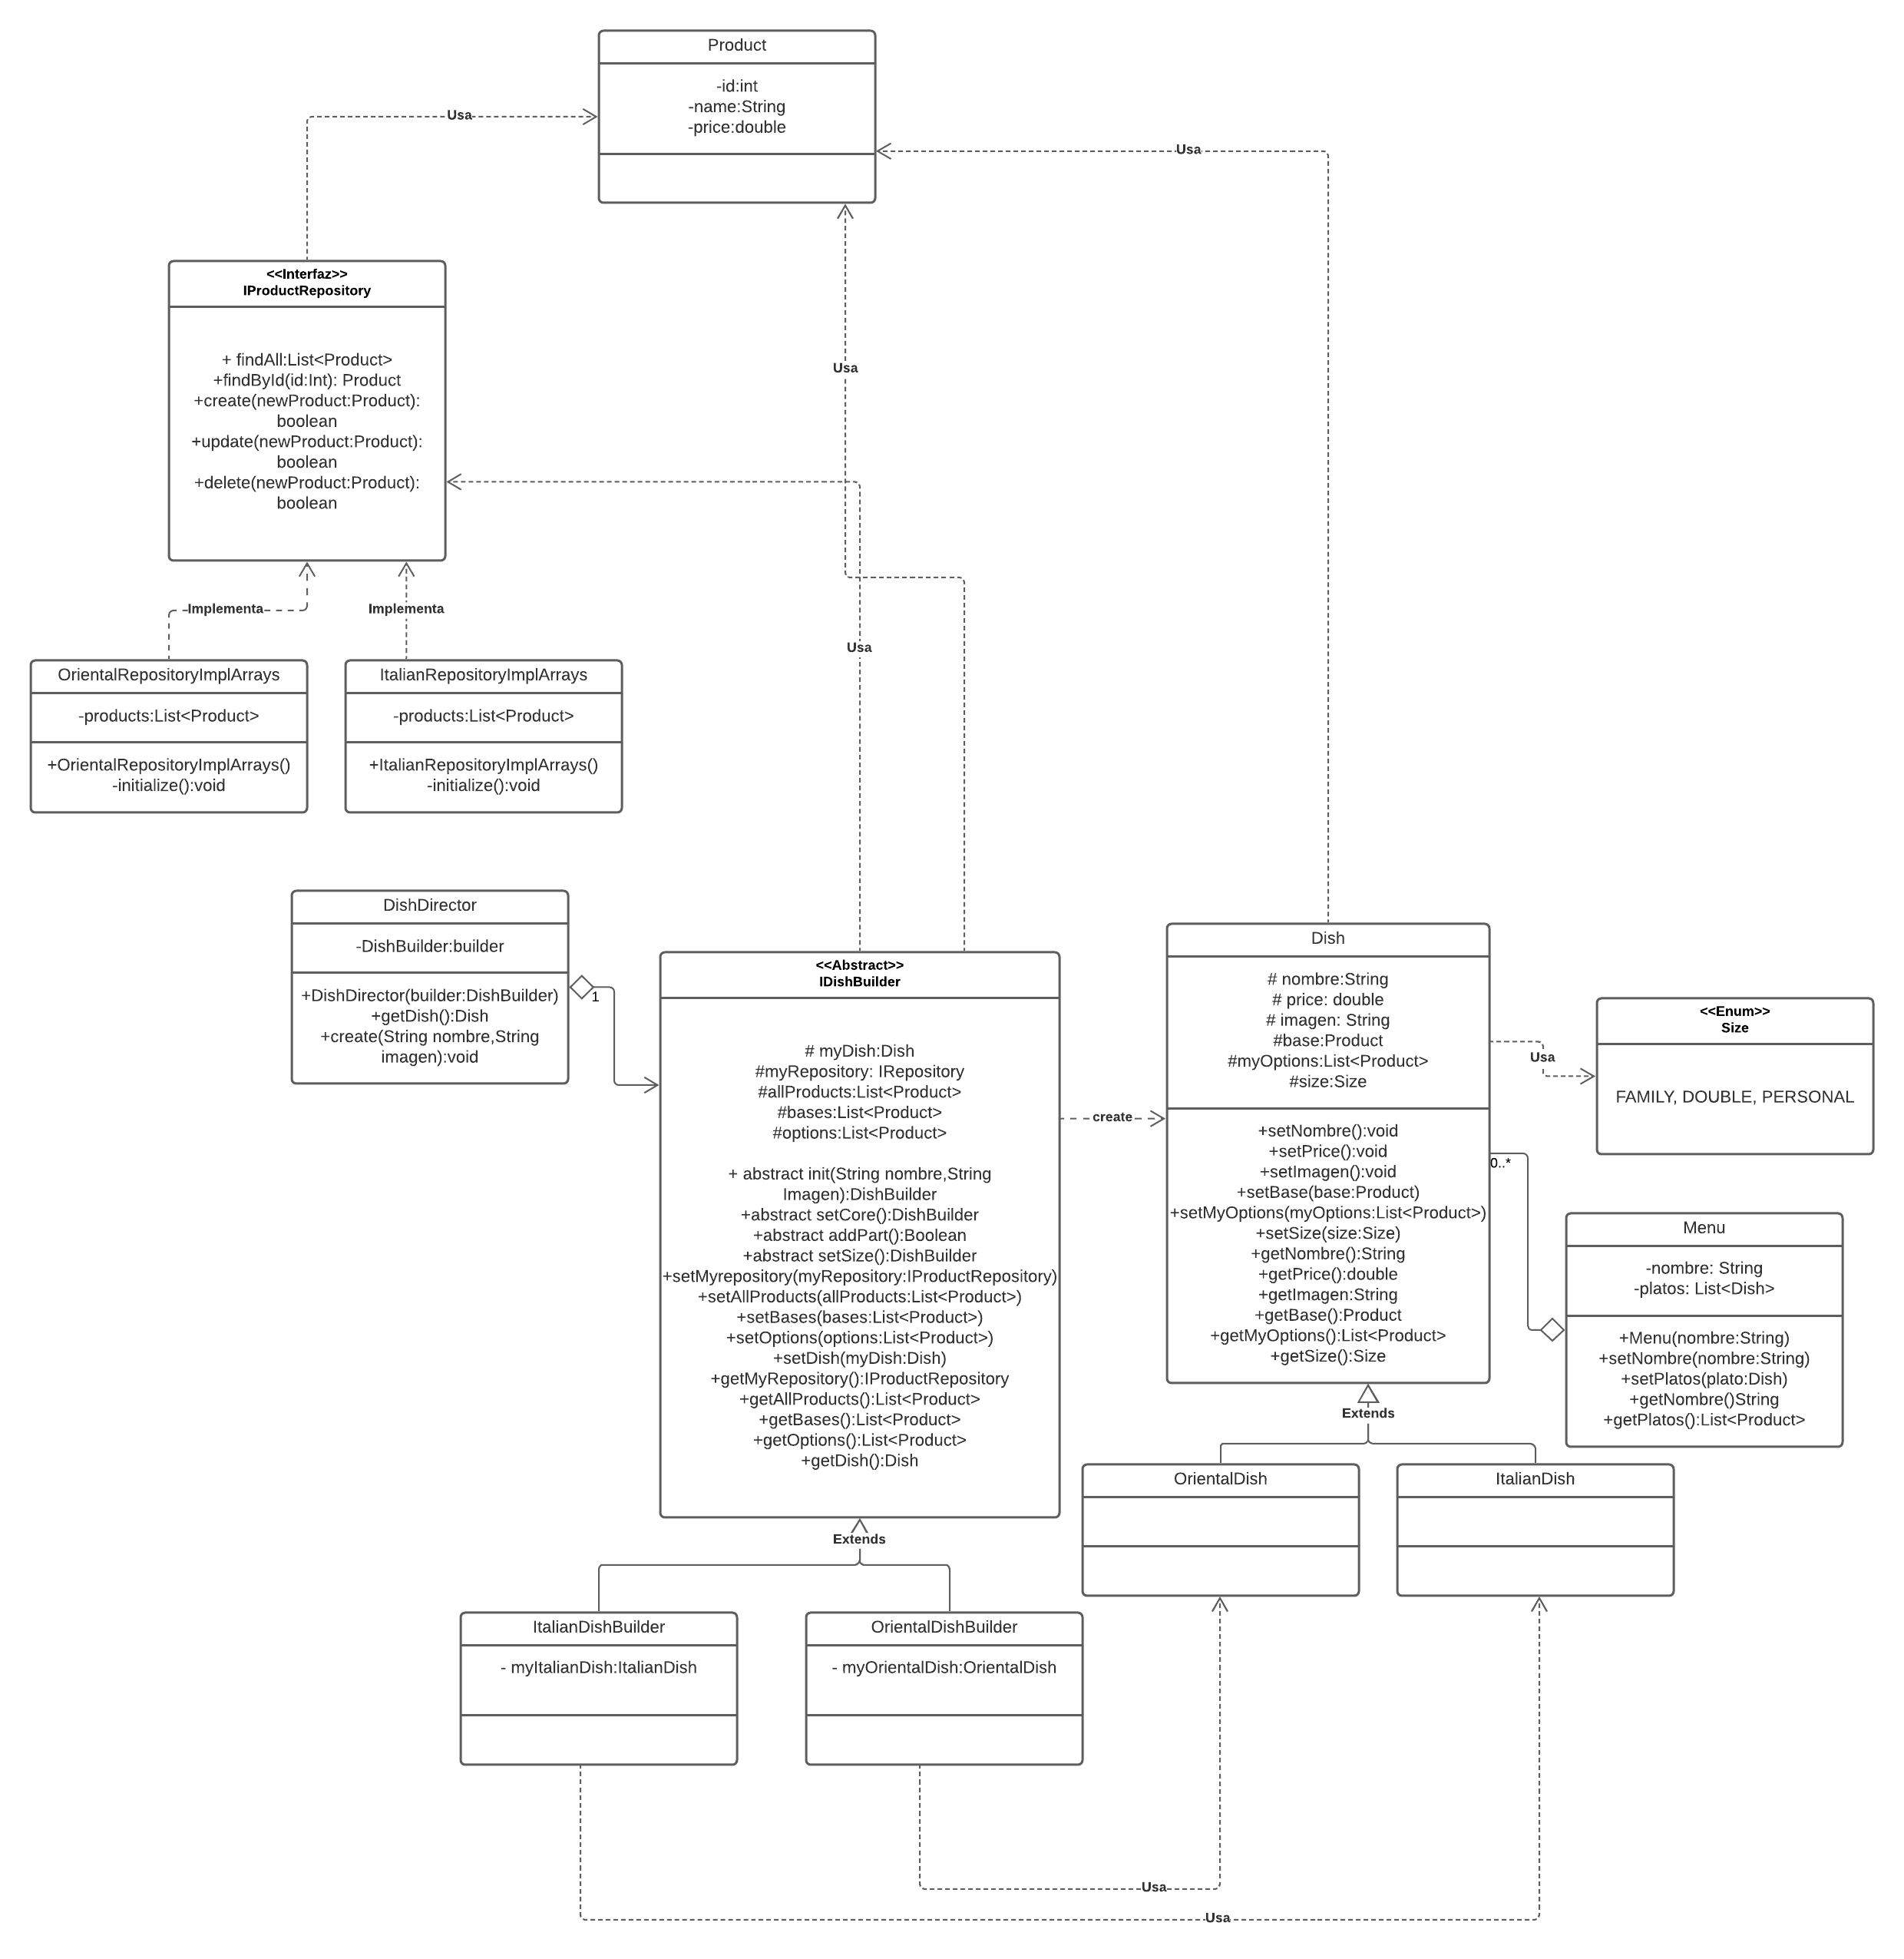 Product
-id:int
-name:String
-price:double
Usa
Usa
<<Interfaz>>
IProductRepository
+ findAll:List<Product>
+findById(id:Int): Product
+create(newProduct:Product):
boolean
+update(newProduct:Product):
boolean
+delete(newProduct:Product):
boolean
Usa
Implementa
Implementa
Usa
OrientalRepositoryImplArrays
-products:List<Product>
+OrientalRepositoryImplArrays()
-initialize():void
ItalianRepositoryImplArrays
-products:List<Product>
+ItalianRepositoryImplArrays()
-initialize():void
DishDirector
-DishBuilder:builder
+DishDirector(builder:DishBuilder)
+getDish():Dish
+create(String nombre,String
imagen):void
1
<<Abstract>>
IDishBuilder
# myDish:Dish
#myRepository: IRepository
#allProducts:List<Product>
#bases:List<Product>
#options:List<Product>
+ abstract init(String nombre,String
Imagen):DishBuilder
+abstract setCore():DishBuilder
+abstract addPart():Boolean
+abstract setSize():DishBuilder
+setMyrepository(myRepository:IProductRepository)
+setAllProducts(allProducts:List<Product>)
+setBases(bases:List<Product>)
+setOptions(options:List<Product>)
+setDish(myDish:Dish)
+getMyRepository():IProductRepository
+getAllProducts():List<Product>
+getBases():List<Product>
+getOptions():List<Product>
+getDish():Dish
create
Dish
# nombre:String
# price: double
# imagen: String
#base:Product
#myOptions:List<Product>
#size:Size
+setNombre():void
+setPrice():void
+setImagen():void
+setBase(base:Product)
+setMyOptions(myOptions:List<Product>)
+setSize(size:Size)
+getNombre():String
+getPrice():double
+getImagen:String
+getBase():Product
+getMyOptions():List<Product>
+getSize():Size
Usa
<<Enum>>
Size
FAMILY, DOUBLE, PERSONAL
0..*
Menu
-nombre: String
-platos: List<Dish>
+Menu(nombre:String)
+setNombre(nombre:String)
+setPlatos(plato:Dish)
+getNombre()String
+getPlatos():List<Product>
Extends
OrientalDish
ItalianDish
Extends
ItalianDishBuilder
- myItalianDish:ItalianDish
OrientalDishBuilder
- myOrientalDish:OrientalDish
Usa
Usa